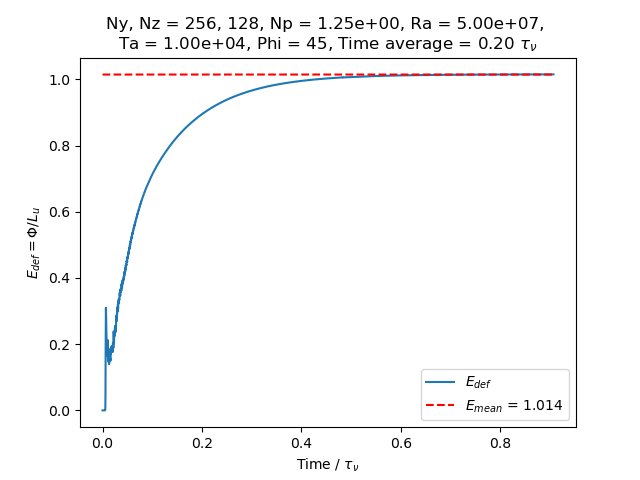 Ny, Nz = 256, 128, Np = 1.25e+00, Ra = 5.00e+07,
Ta = 1.00e+04, Phi = 45, Time average = 0.20 τν
1.0
0.8
0.6
0.4
0.2
0.0
E_def = Φ/L_u
0.0 0.2 0.4 0.6 0.8
Time / τν
E_def
E_mean = 1.014